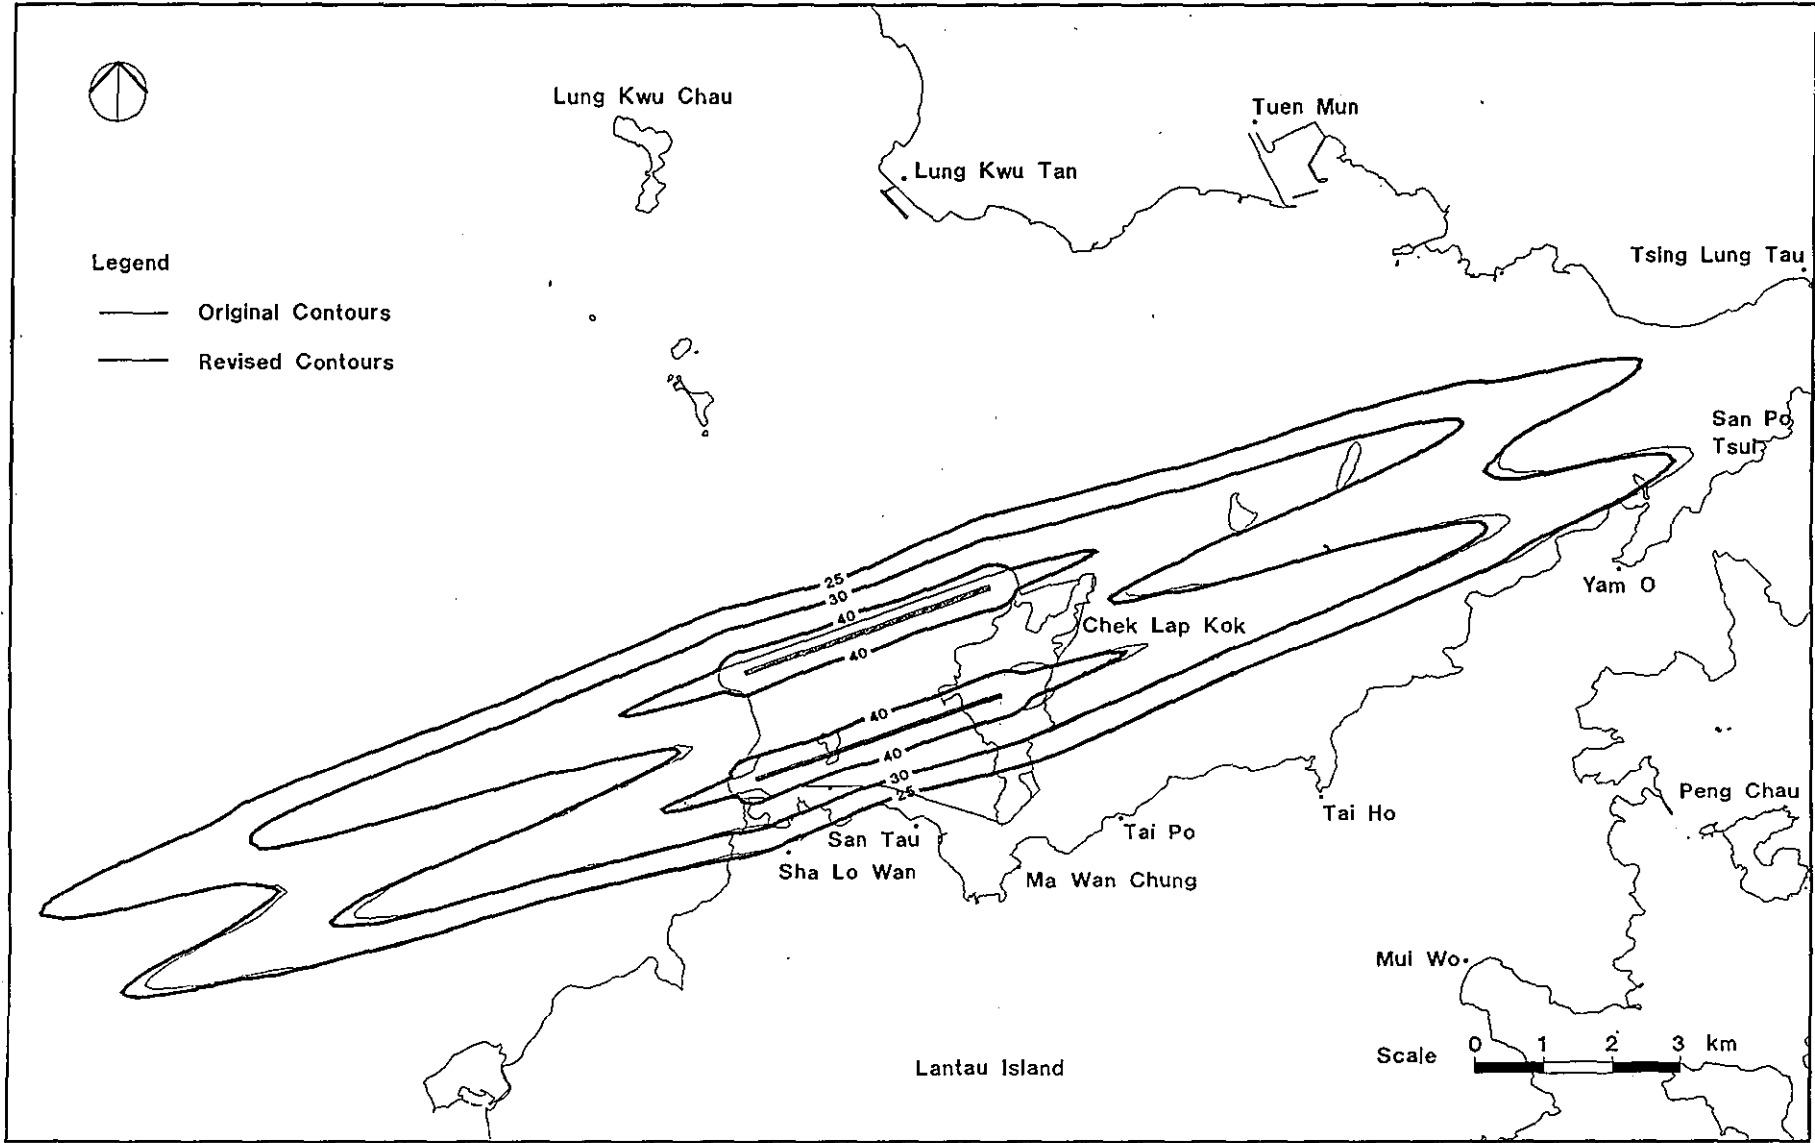 Lung Kwu Chau
Tuen Mun
Lung Kwu Tan
Tsing Lung Tau
Legend
Original Contours
Revised Contours
San Po
Tsui
25
30
40
40
Yam O
Chek Lap Kok
40
40
30
25
Peng Chau
Tai Ho
Tai Po
San Tau
Sha Lo Wan
Ma Wan Chung
Mui Wo
Scale 0 1 2 3 km
Lantau Island